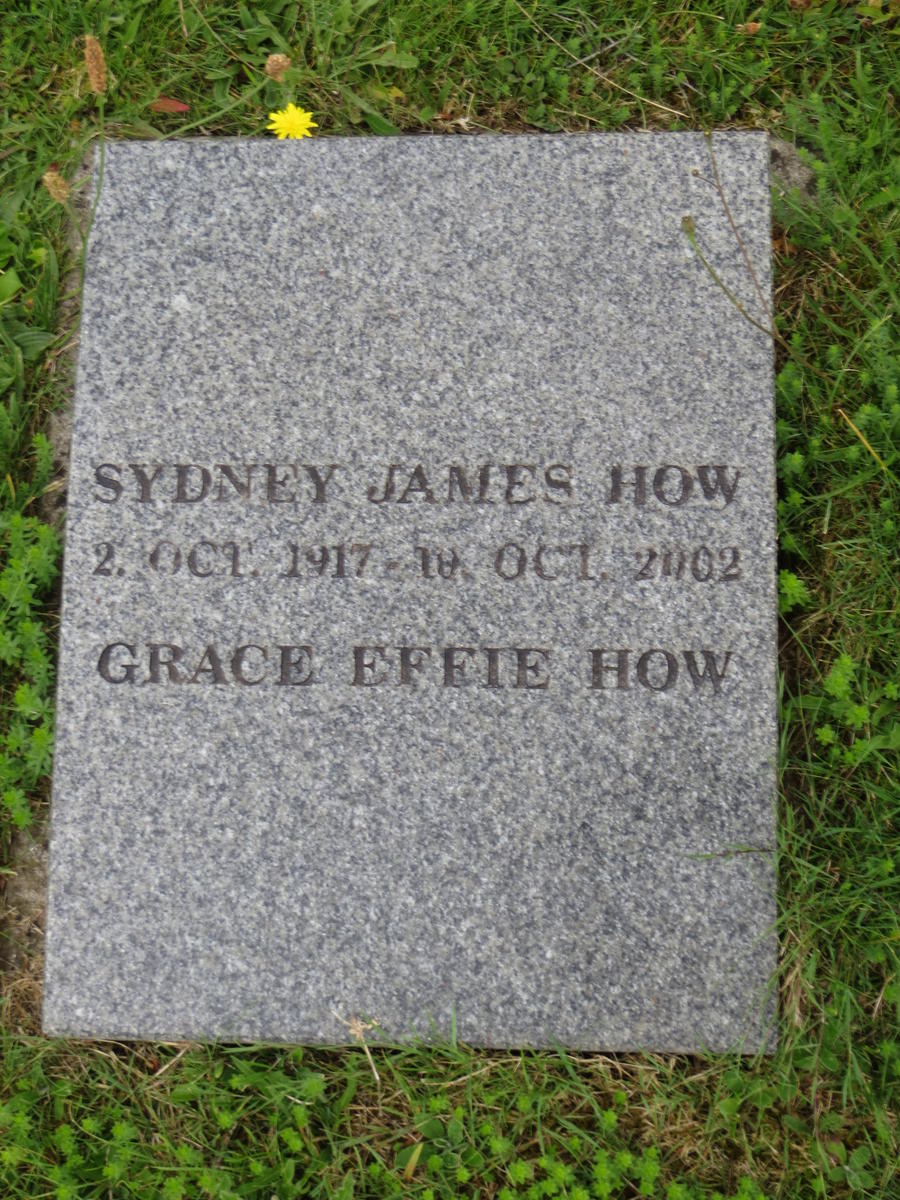 SYDNEY JAMES HOW
2. OCT. 1917 - 10. OCT. 2002
GRACE EFFIE HOW